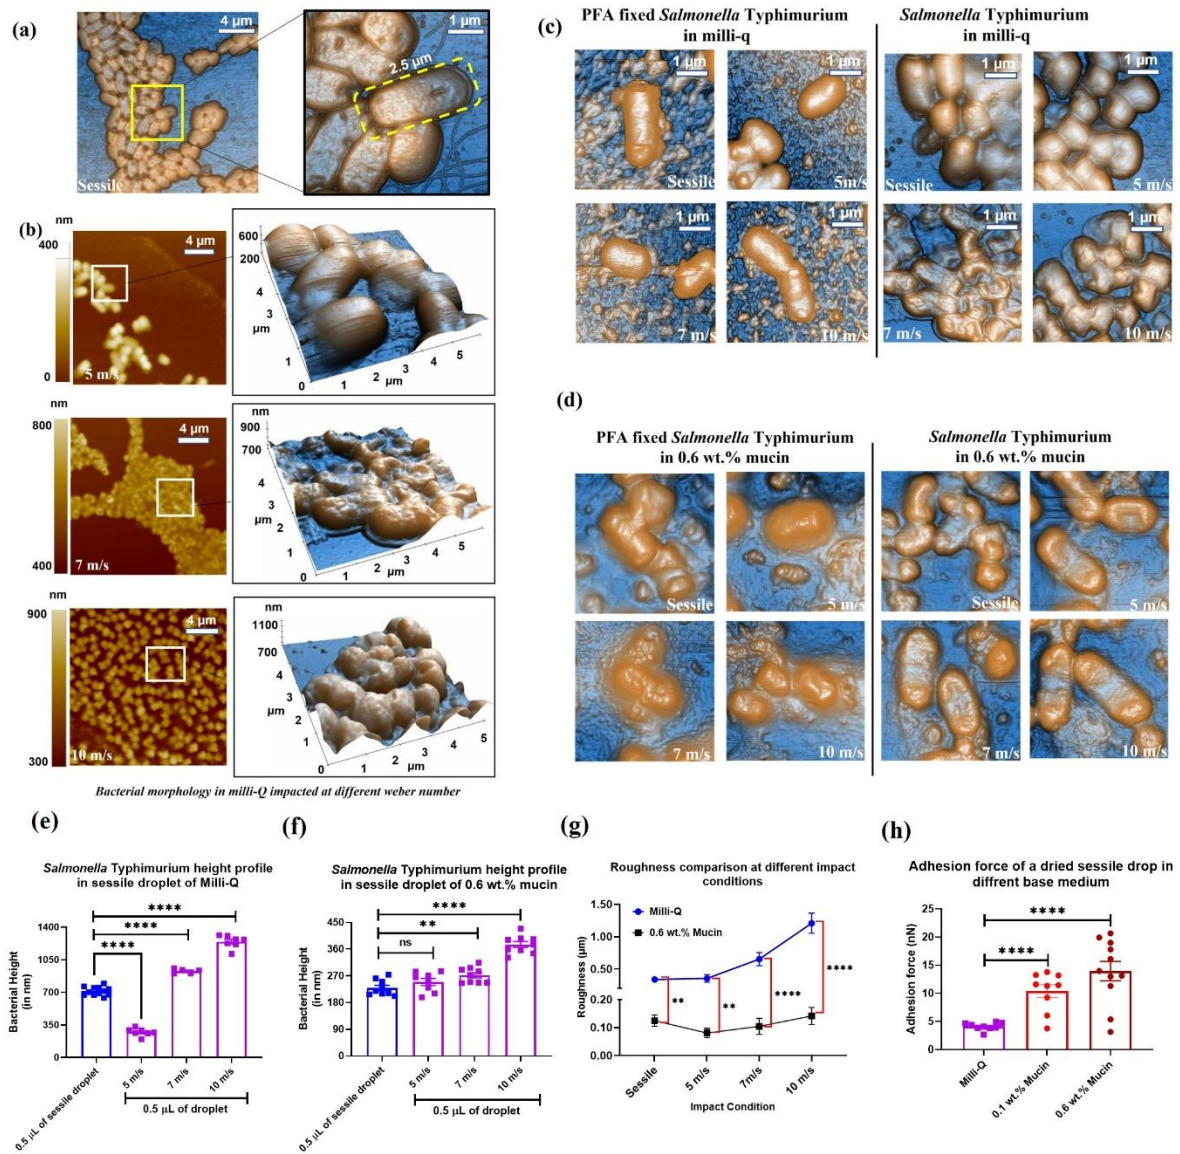 (a)
4 µm
Sessile
1 µm
2.5 µm
(b)
nm
400
0
4 µm
5 m/s
600
200
4
3
µm
2
1
0
1
2
µm
3
4
5
nm
800
400
4 µm
7 m/s
nm
900
700
4
3
µm
2
1
0
1
2
µm
3
4
5
nm
900
300
4 µm
10 m/s
nm
1100
700
4
3
µm
2
1
0
1
2
µm
3
4
5
Bacterial morphology in milli-Q impacted at different weber number
(c)
PFA fixed Salmonella Typhimurium
in milli-q
1 µm
Sessile
1 µm
5m/s
1 µm
7 m/s
1 µm
10 m/s
Salmonella Typhimurium
in milli-q
1 µm
Sessile
1 µm
5 m/s
1 µm
7 m/s
1 µm
10 m/s
(d)
PFA fixed Salmonella Typhimurium
in 0.6 wt.% mucin
Sessile
5 m/s
7 m/s
10 m/s
Salmonella Typhimurium
in 0.6 wt.% mucin
Sessile
5 m/s
7 m/s
10 m/s
(e)
Salmonella Typhimurium height profile
in sessile droplet of Milli-Q
Bacterial Height
(in nm)
1400
1050
700
350
0
****
****
****
0.5 µL of sessile droplet
5 m/s
7 m/s
10 m/s
0.5 µL of droplet
(f)
Salmonella Typhimurium height profile
in sessile droplet of 0.6 wt.% mucin
Bacterial Height
(in nm)
450
360
270
180
90
0
****
**
ns
0.5 µL of sessile droplet
5 m/s
7 m/s
10 m/s
0.5 µL of droplet
(g)
Roughness comparison at different impact
conditions
Roughness (µm)
1.50
1.00
0.50
0.20
0.10
0.00
Milli-Q
0.6 wt.% Mucin
**
**
****
****
Sessile
5 m/s
7m/s
10 m/s
Impact Condition
(h)
Adhesion force of a dried sessile drop in
diffrent base medium
Adhesion force (nN)
25
20
15
10
5
0
****
****
Milli-Q
0.1 wt.% Mucin
0.6 wt.% Mucin